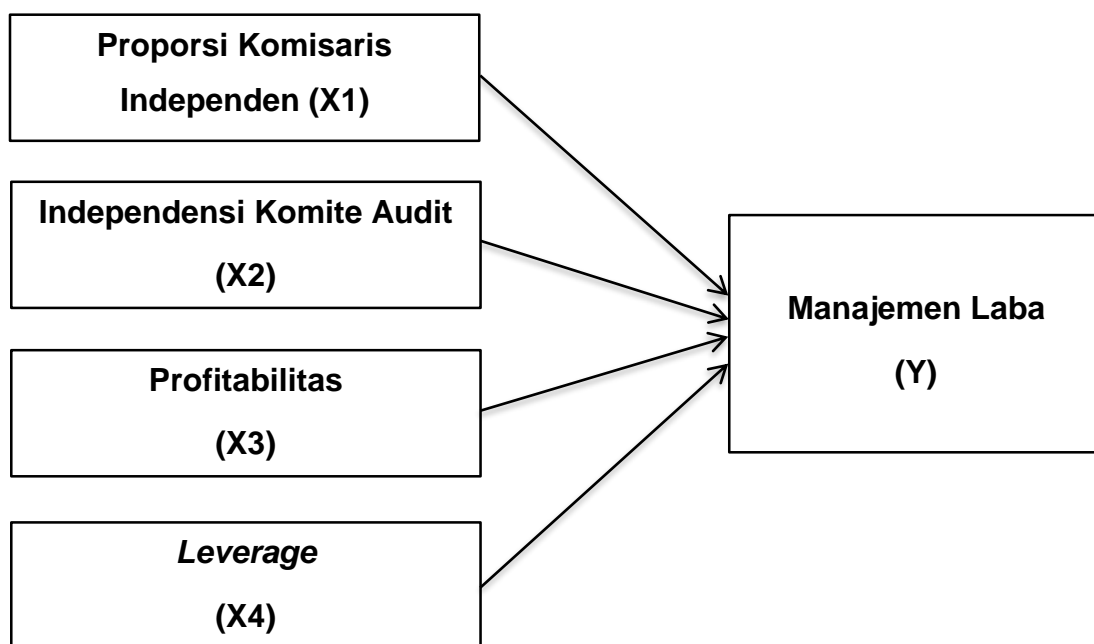 Proporsi Komisaris
Independen (X1)
Independensi Komite Audit
(X2)
Profitabilitas
(X3)
Leverage
(X4)
Manajemen Laba
(Y)